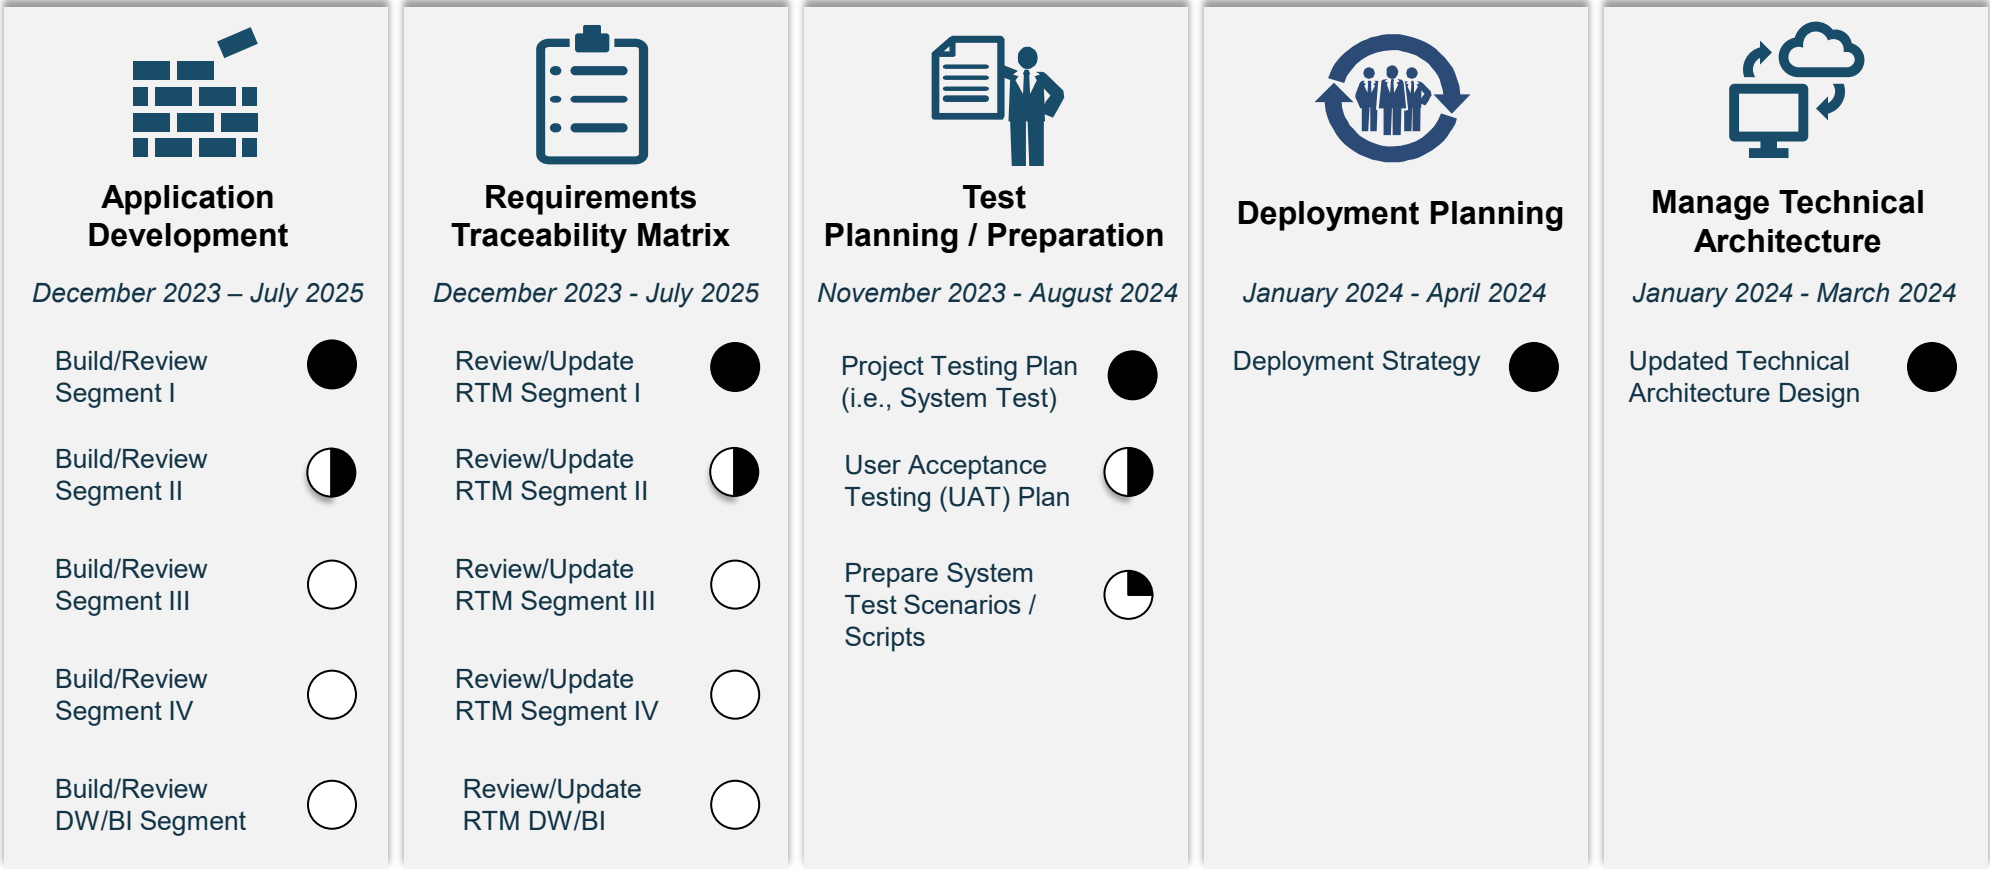 Application
Development
December 2023 – July 2025
Build/Review
Segment I
Build/Review
Segment II
Build/Review
Segment III
Build/Review
Segment IV
Build/Review
DW/BI Segment
Requirements
Traceability Matrix
December 2023 - July 2025
Review/Update
RTM Segment I
Review/Update
RTM Segment II
Review/Update
RTM Segment III
Review/Update
RTM Segment IV
Review/Update
RTM DW/BI
Test
Planning / Preparation
November 2023 - August 2024
Project Testing Plan
(i.e., System Test)
User Acceptance
Testing (UAT) Plan
Prepare System
Test Scenarios /
Scripts
Deployment Planning
January 2024 - April 2024
Deployment Strategy
Manage Technical
Architecture
January 2024 - March 2024
Updated Technical
Architecture Design